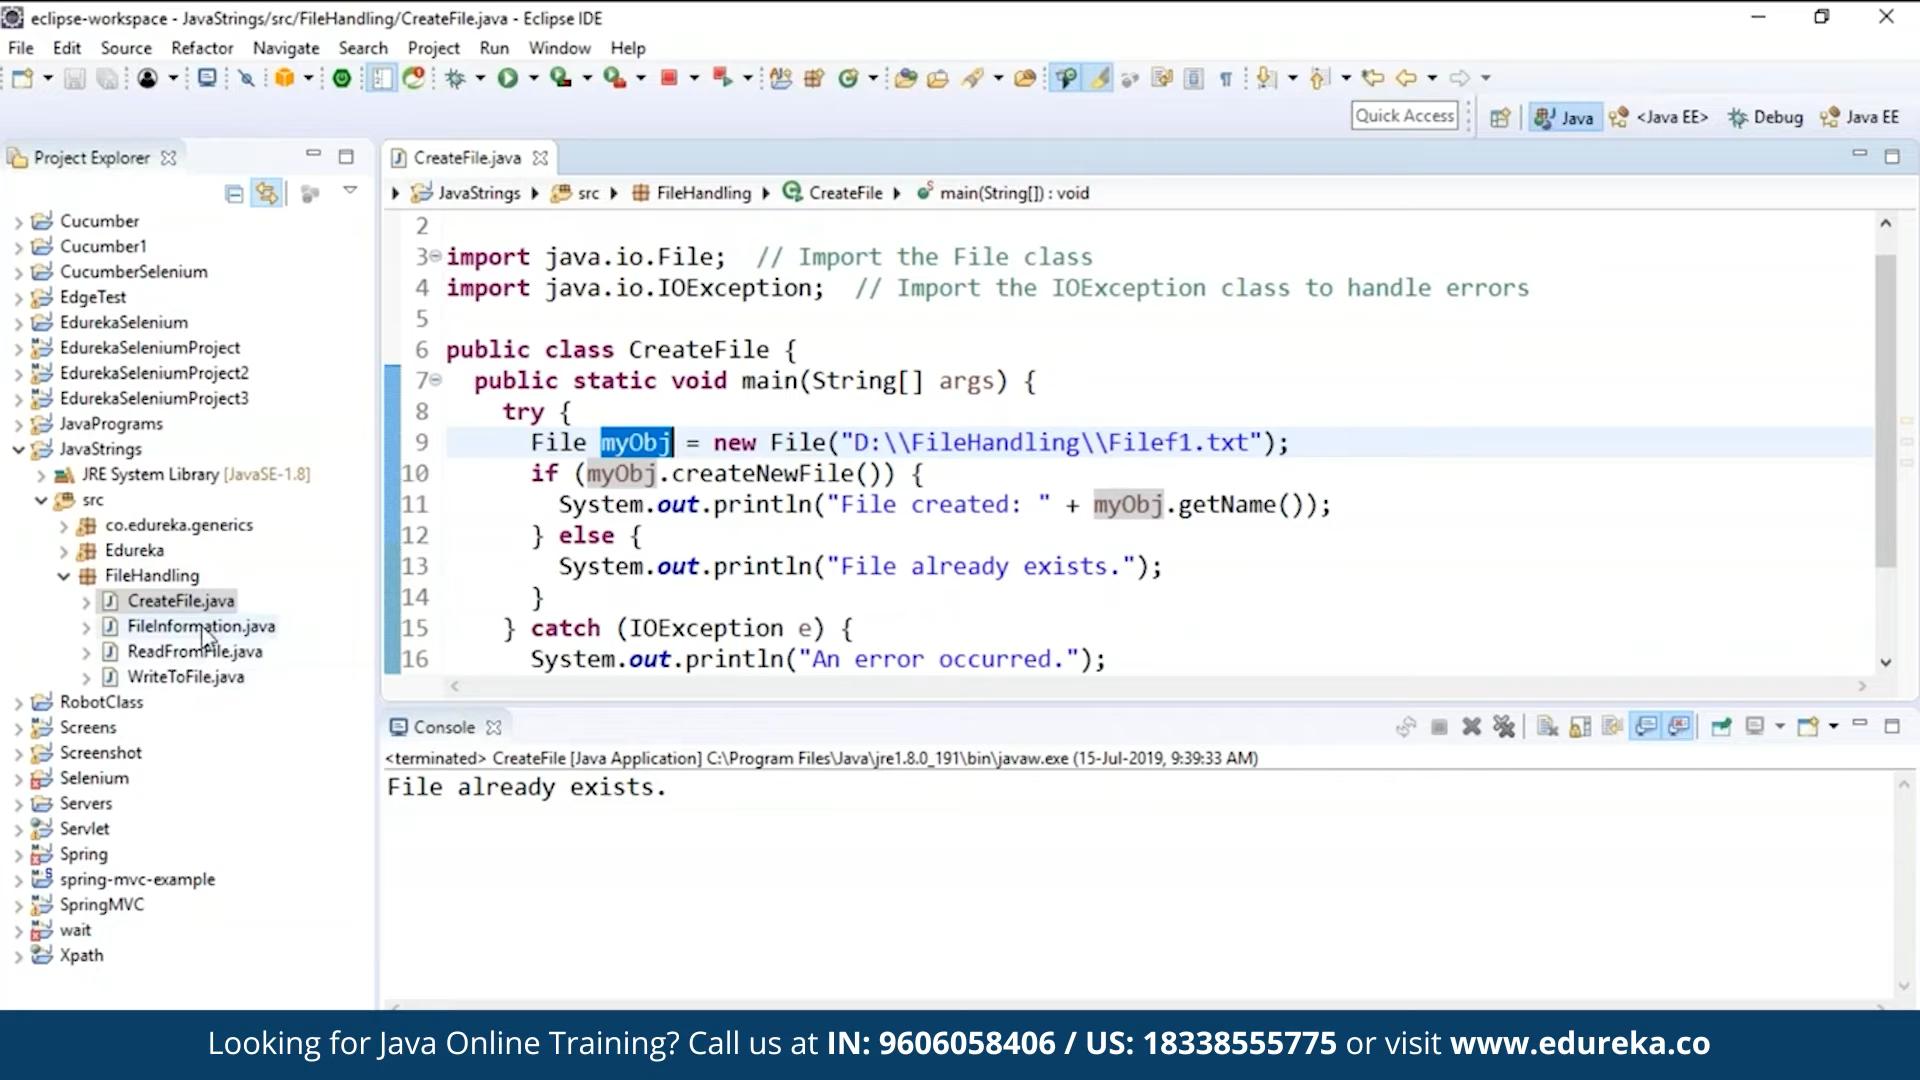 eclipse-workspace - JavaStrings/src/FileHandling/CreateFile.java - Eclipse IDE
File Edit Source Refactor Navigate Search Project Run Window Help
Quick Access
Java <Java EE> Debug Java EE
Project Explorer
Cucumber
Cucumber1
CucumberSelenium
EdgeTest
EdurekaSelenium
EdurekaSeleniumProject
EdurekaSeleniumProject2
EdurekaSeleniumProject3
JavaPrograms
JavaStrings
JRE System Library [JavaSE-1.8]
src
co.edureka.generics
Edureka
FileHandling
CreateFile.java
FileInformation.java
ReadFromFile.java
WriteToFile.java
RobotClass
Screens
Screenshot
Selenium
Servers
Servlet
Spring
spring-mvc-example
SpringMVC
wait
Xpath
CreateFile.java
JavaStrings src FileHandling CreateFile main(String[]) : void
2
3 import java.io.File;  // Import the File class
4 import java.io.IOException;  // Import the IOException class to handle errors
5
6 public class CreateFile {
7   public static void main(String[] args) {
8     try {
9       File myObj = new File("D:\\FileHandling\\Filef1.txt");
10       if (myObj.createNewFile()) {
11         System.out.println("File created: " + myObj.getName());
12       } else {
13         System.out.println("File already exists.");
14       }
15     } catch (IOException e) {
16       System.out.println("An error occurred.");
Console
<terminated> CreateFile [Java Application] C:\Program Files\Java\jre1.8.0_191\bin\javaw.exe (15-Jul-2019, 9:39:33 AM)
File already exists.
Looking for Java Online Training? Call us at IN: 9606058406 / US: 18338555775 or visit www.edureka.co